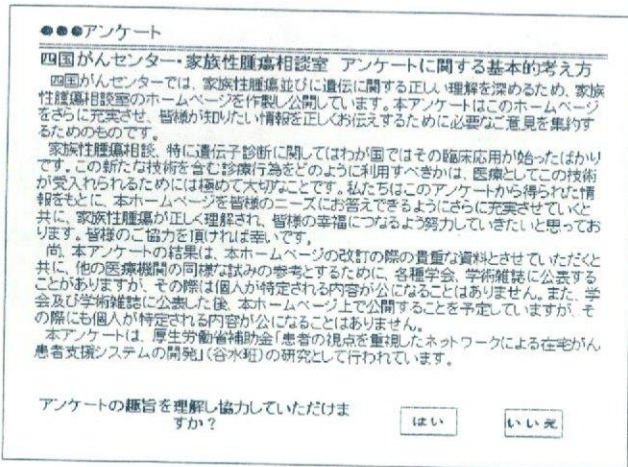 ●●●アンケート
四国がんセンター・家族性腫瘍相談室 アンケートに関する基本的考え方
四国がんセンターでは、家族性腫瘍並びに遺伝に関する正しい理解を深めるため、家族
性腫瘍相談室のホームページを作製し公開しています。本アンケートはこのホームページ
をさらに充実させ、皆様が知りたい情報を正しくお伝えするために必要なご意見を集約す
るためのものです。
家族性腫瘍相談、特に遺伝子診断に関してはわが国ではその臨床応用が始ったばかり
です。この新たな技術を含む診療行為をどのように利用すべきかは、医療としてこの技術
が受入れられるためには極めて大切なことです。私たちはこのアンケートから得られた情
報をもとに、本ホームページを皆様のニーズにお答えできるようにさらに充実させていくと
共に、家族性腫瘍が正しく理解され、皆様の幸福につながるよう努力していきたいと思ってお
ります。皆様のご協力を頂ければ幸いです。
尚、本アンケートの結果は、本ホームページの改訂の際の貴重な資料とさせていただくと
共に、他の医療機関の同様な試みの参考とするために、各種学会、学術雑誌に公表する
ことがありますが、その際は個人が特定される内容が公になることはありません。また、学
会及び学術雑誌に公表した後、本ホームページ上で公開することを予定していますが、そ
の際にも個人が特定される内容が公になることはありません。
本アンケートは、厚生労働省補助金「患者の視点を重視したネットワークによる在宅がん
患者支援システムの開発」(谷水班)の研究として行われています。
アンケートの趣旨を理解し協力していただけま
すか？
はい
いいえ